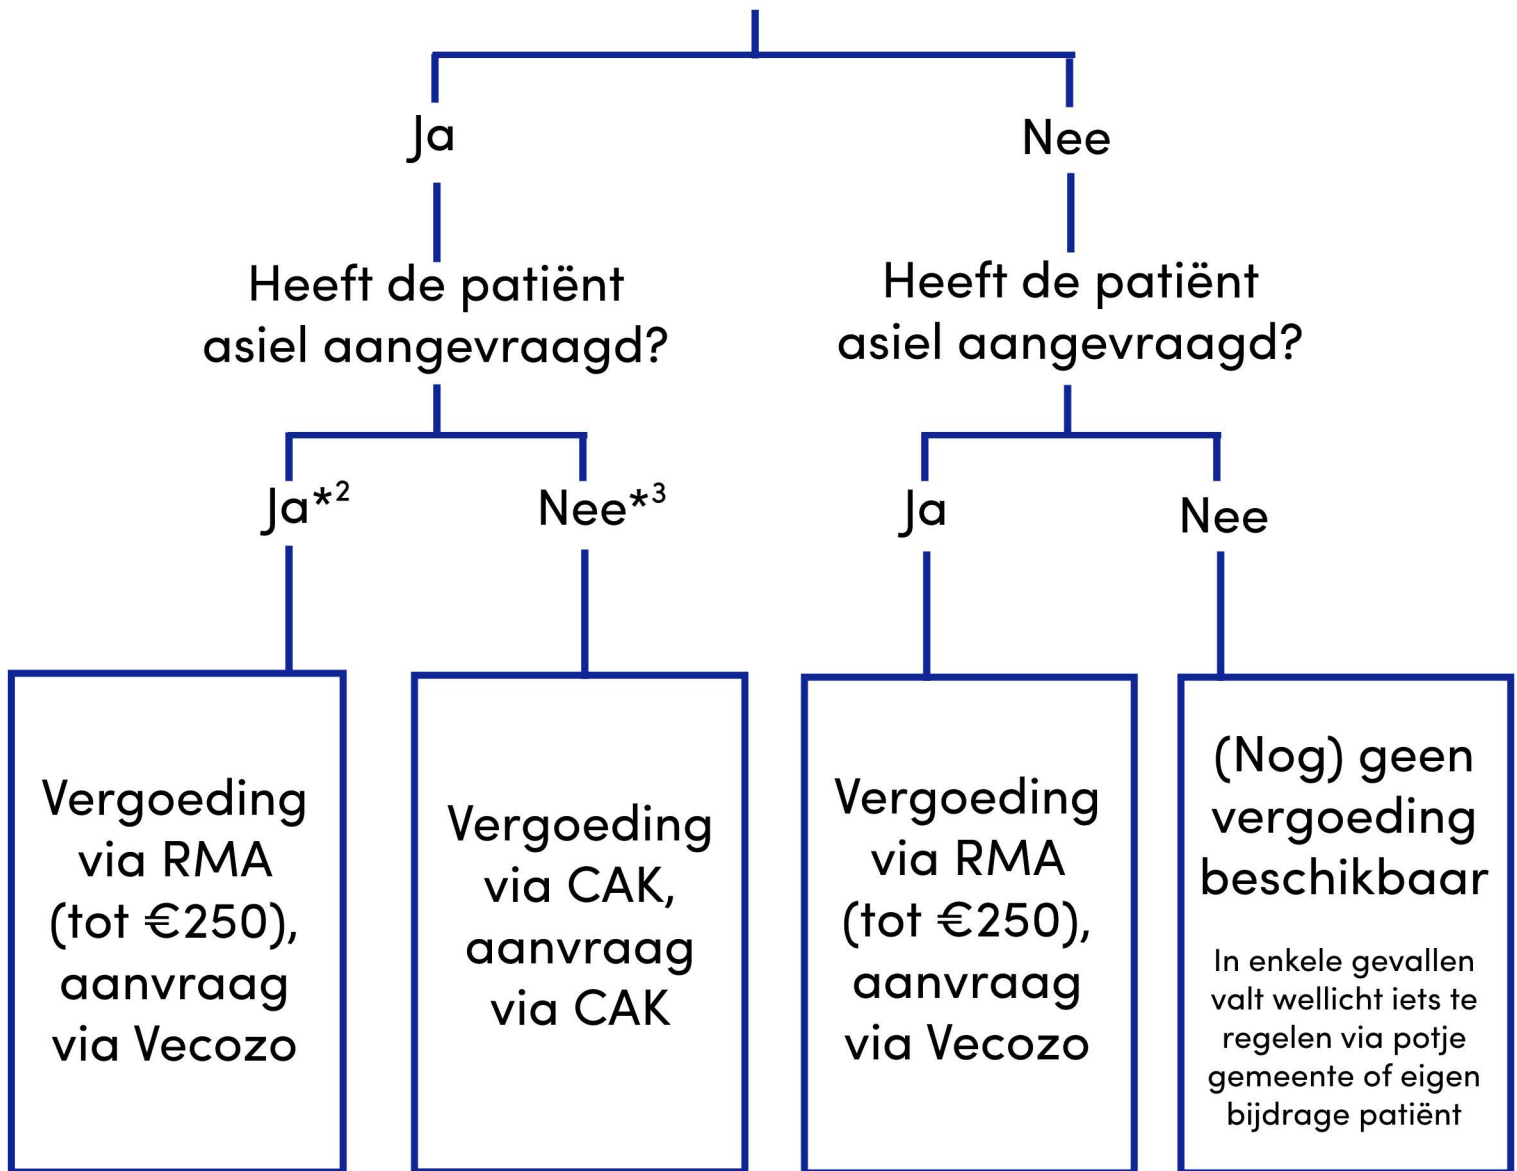 Ja
Nee
Heeft de patiënt
asiel aangevraagd?
Heeft de patiënt
asiel aangevraagd?
Ja*²
Nee*³
Ja
Nee
Vergoeding
via RMA
(tot €250),
aanvraag
via Vecozo
Vergoeding
via CAK,
aanvraag
via CAK
Vergoeding
via RMA
(tot €250),
aanvraag
via Vecozo
(Nog) geen
vergoeding
beschikbaar
In enkele gevallen
valt wellicht iets te
regelen via potje
gemeente of eigen
bijdrage patiënt